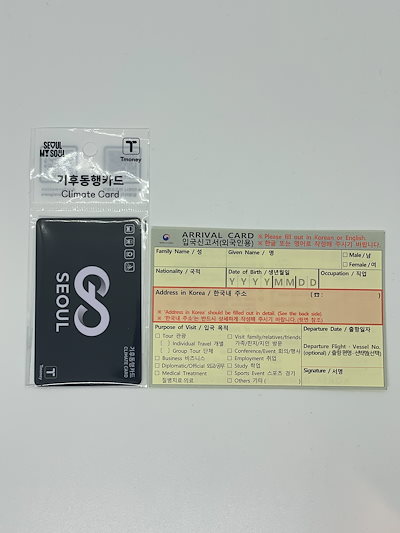 SEOUL
MY SOUL
T
Tmoney
기후동행카드
Climate Card
GO
SEOUL
기후동행카드
CLIMATE CARD
T
Tmoney
ARRIVAL CARD
입국신고서(외국인용)
※ Please fill out in Korean or English.
※ 한글 또는 영어로 작성해 주시기 바랍니다.
Family Name / 성
Given Name / 명
□ Male / 남
□ Female / 여
Nationality / 국적
Date of Birth / 생년월일
Y Y Y Y M M D D
Occupation / 직업
Address in Korea / 한국내 주소
( ☎ : )
※ 'Address in Korea' should be filled out in detail. (See the back side)
※ '한국내 주소'는 반드시 상세하게 작성해 주시기 바랍니다. (뒷면 참조)
Purpose of Visit / 입국 목적
□ Tour 관광
[ ] Individual Travel 개별
[ ] Group Tour 단체
□ Business 비즈니스
□ Diplomatic/Official 외교/공무
□ Medical Treatment
질병치료·의료
□ Visit family/relatives/friends
가족/친지/지인 방문
□ Conference/Event 회의/행사
□ Employment 취업
□ Study 학업
□ Sports Event 스포츠 경기
□ Others 기타 ( )
Departure Date / 출항일자
Departure Flight · Vessel No.
(optional) / 출항 편명·선박명(선택)
Signature / 서명